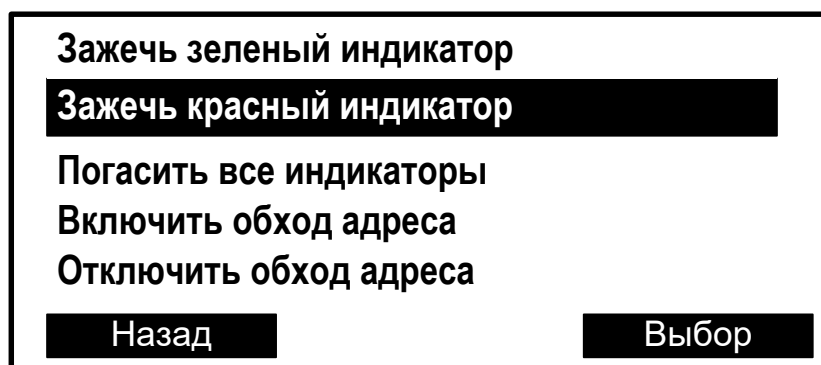 Зажечь зеленый индикатор
Зажечь красный индикатор
Погасить все индикаторы
Включить обход адреса
Отключить обход адреса
Назад Выбор